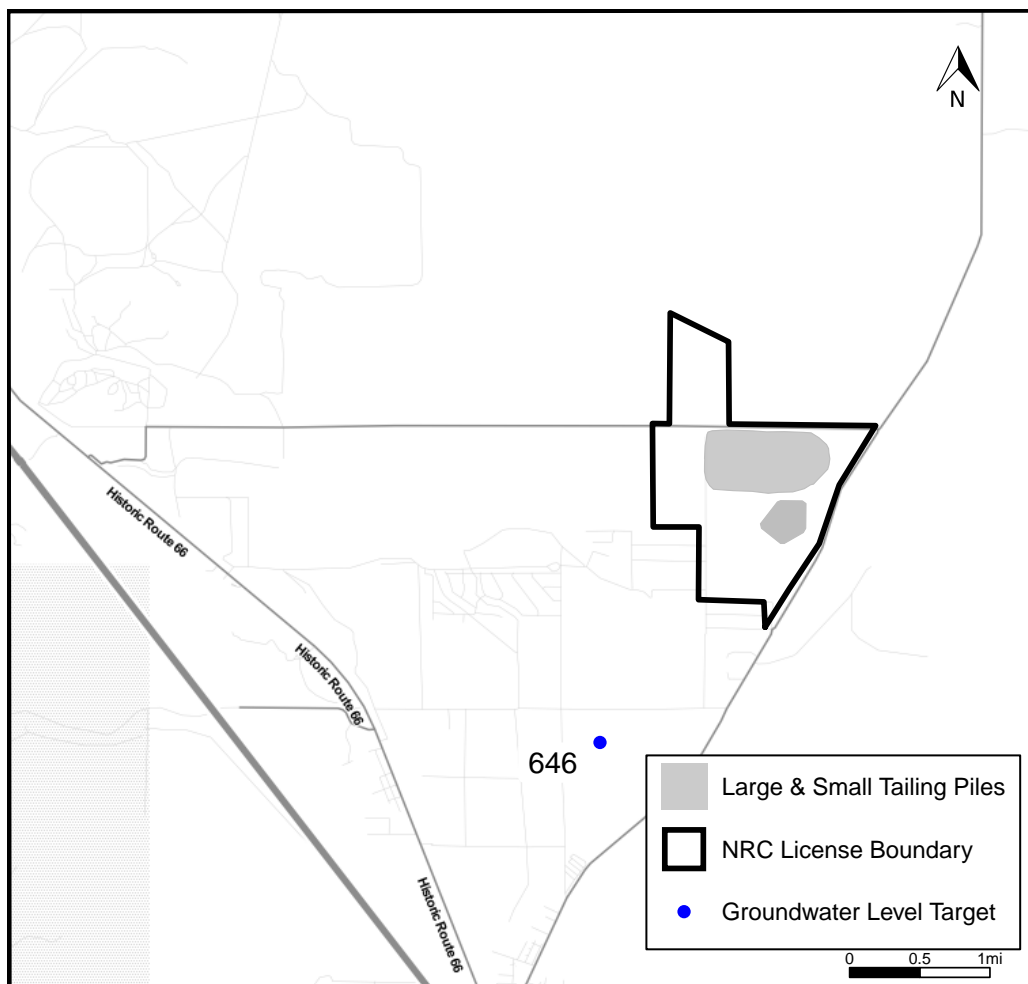 N
Historic Route 66
Historic Route 66
646
Historic Route 66
Large & Small Tailing Piles
NRC License Boundary
Groundwater Level Target
0 0.5 1mi